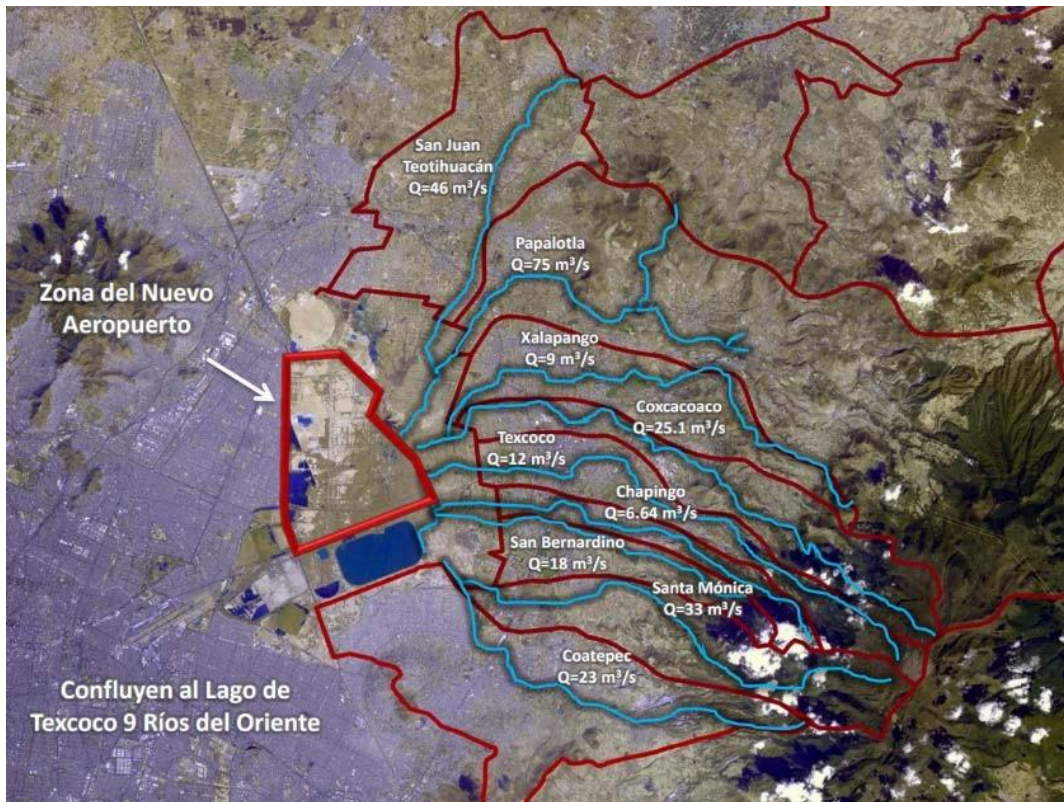 San Juan
Teotihuacán
Q=46 m³/s
Papalotla
Q=75 m³/s
Zona del Nuevo
Aeropuerto
Xalapango
Q=9 m³/s
Coxcacoaco
Q=25.1 m³/s
Texcoco
Q=12 m³/s
Chapingo
Q=6.64 m³/s
San Bernardino
Q=18 m³/s
Santa Mónica
Q=33 m³/s
Coatepec
Q=23 m³/s
Confluyen al Lago de
Texcoco 9 Ríos del Oriente